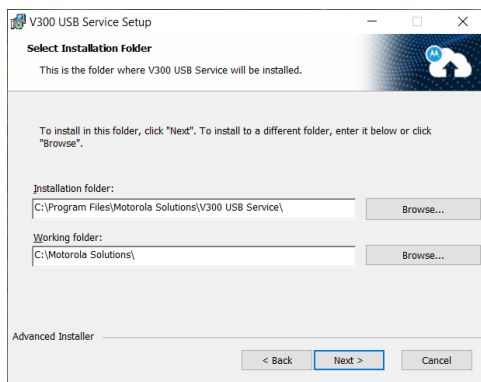 V300 USB Service Setup
Select Installation Folder
This is the folder where V300 USB Service will be installed.
To install in this folder, click "Next". To install to a different folder, enter it below or click
"Browse".
Installation folder:
C:\Program Files\Motorola Solutions\V300 USB Service\
Browse...
Working folder:
C:\Motorola Solutions\
Browse...
Advanced Installer
< Back
Next >
Cancel